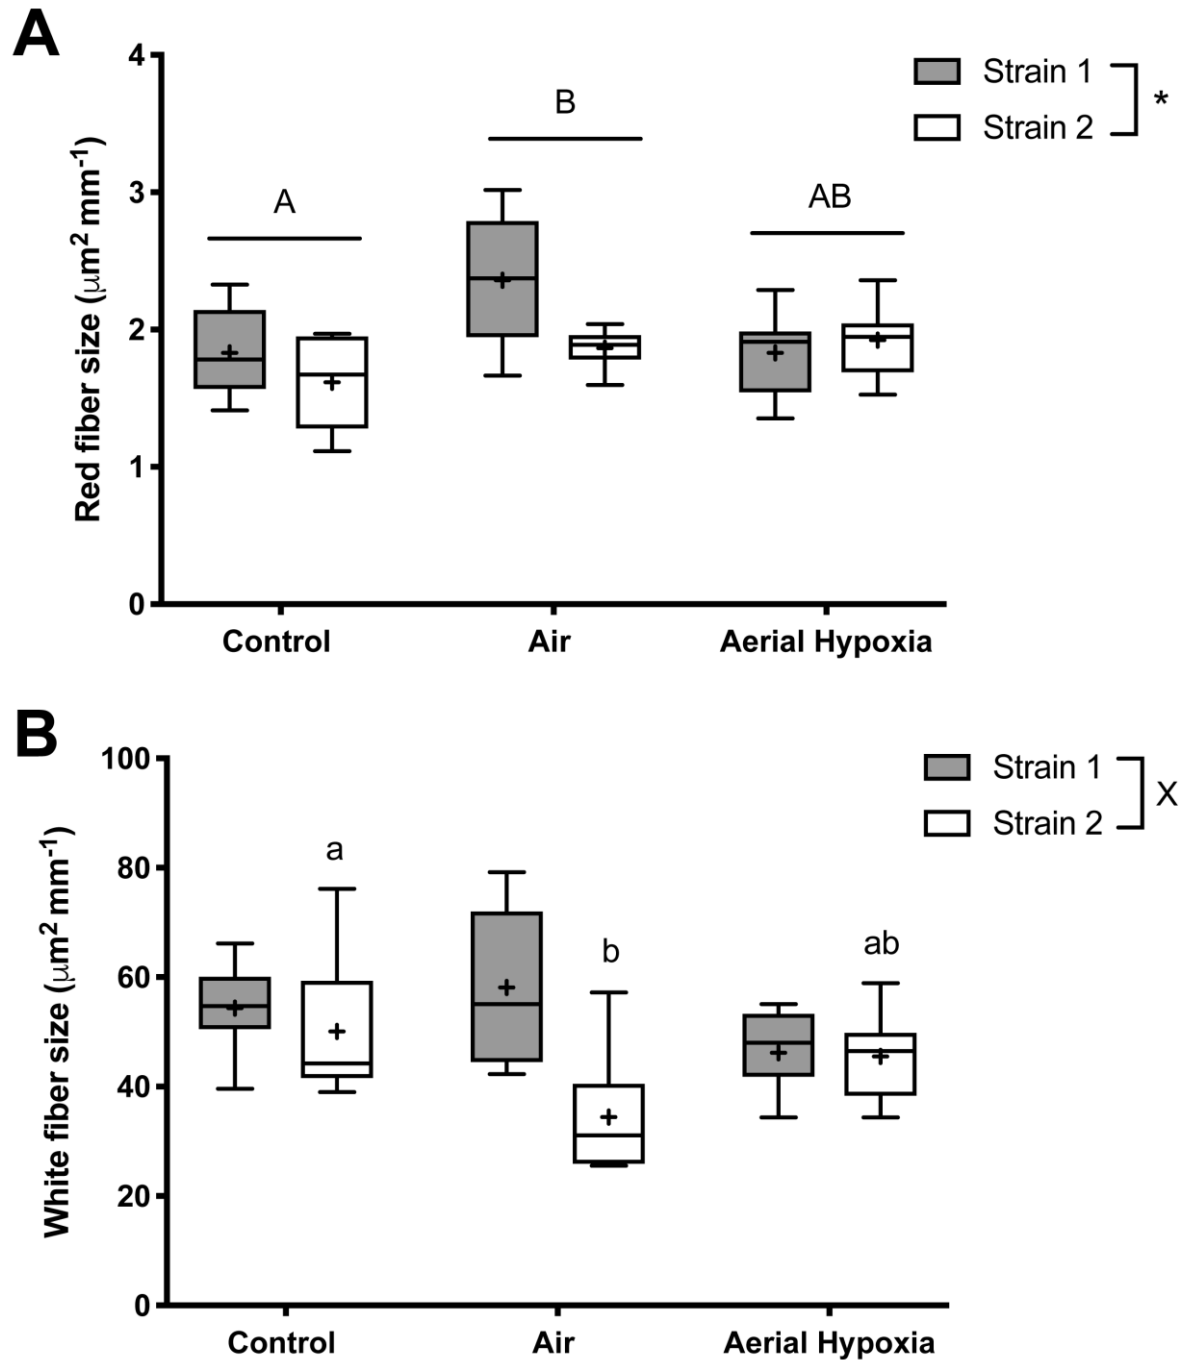 A
4
3
2
1
0
Red fiber size (μm² mm⁻¹)
A
B
AB
Strain 1
Strain 2
*
Control
Air
Aerial Hypoxia
B
100
80
60
40
20
0
White fiber size (μm² mm⁻¹)
a
b
ab
Strain 1
Strain 2
X
Control
Air
Aerial Hypoxia